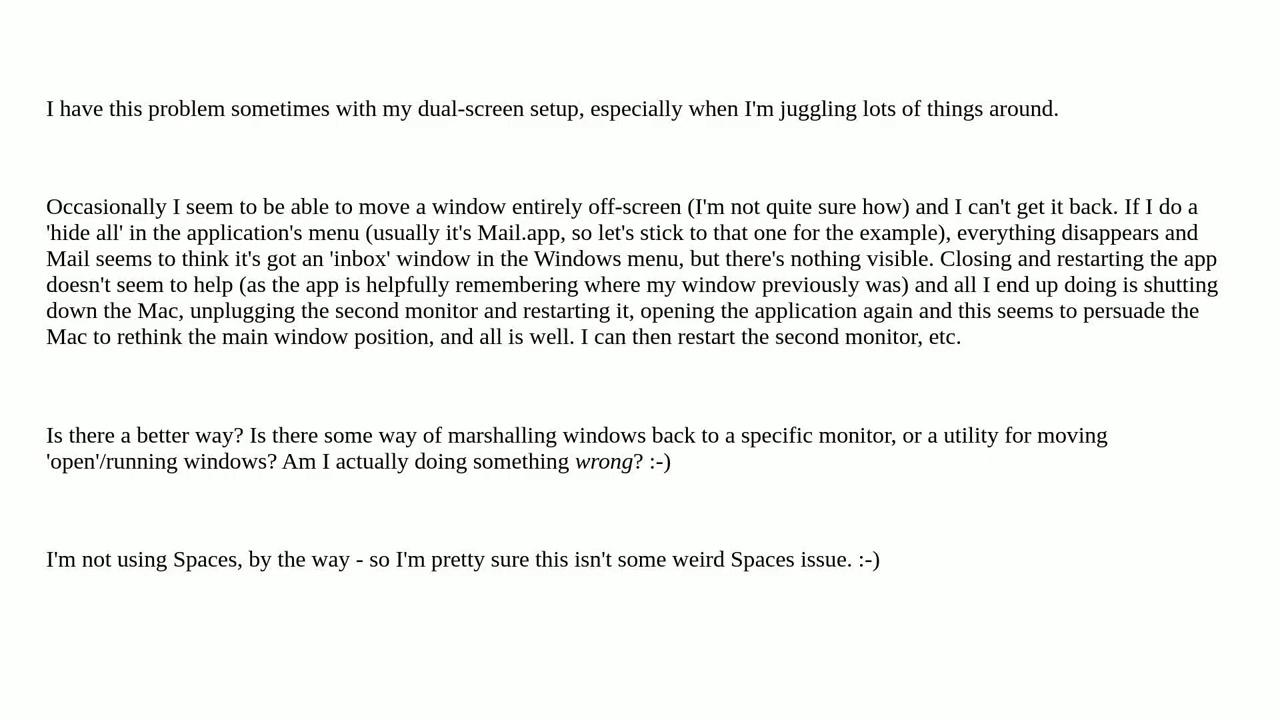 I have this problem sometimes with my dual-screen setup, especially when I'm juggling lots of things around.
Occasionally I seem to be able to move a window entirely off-screen (I'm not quite sure how) and I can't get it back. If I do a
'hide all' in the application's menu (usually it's Mail.app, so let's stick to that one for the example), everything disappears and
Mail seems to think it's got an 'inbox' window in the Windows menu, but there's nothing visible. Closing and restarting the app
doesn't seem to help (as the app is helpfully remembering where my window previously was) and all I end up doing is shutting
down the Mac, unplugging the second monitor and restarting it, opening the application again and this seems to persuade the
Mac to rethink the main window position, and all is well. I can then restart the second monitor, etc.
Is there a better way? Is there some way of marshalling windows back to a specific monitor, or a utility for moving
'open'/running windows? Am I actually doing something wrong? :-)
I'm not using Spaces, by the way - so I'm pretty sure this isn't some weird Spaces issue. :-)